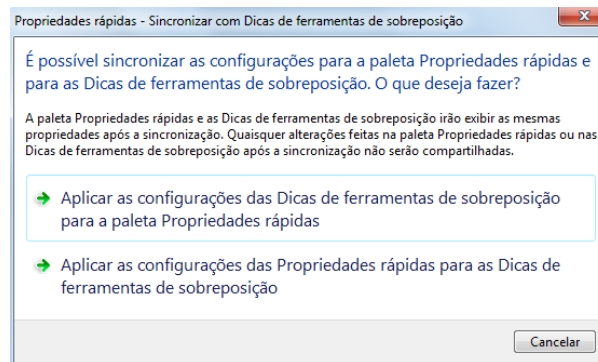 Propriedades rápidas - Sincronizar com Dicas de ferramentas de sobreposição
É possível sincronizar as configurações para a paleta Propriedades rápidas e
para as Dicas de ferramentas de sobreposição. O que deseja fazer?
A paleta Propriedades rápidas e as Dicas de ferramentas de sobreposição irão exibir as mesmas
propriedades após a sincronização. Quaisquer alterações feitas na paleta Propriedades rápidas ou nas
Dicas de ferramentas de sobreposição após a sincronização não serão compartilhadas.
Aplicar as configurações das Dicas de ferramentas de sobreposição
para a paleta Propriedades rápidas
Aplicar as configurações das Propriedades rápidas para as Dicas de
ferramentas de sobreposição
Cancelar